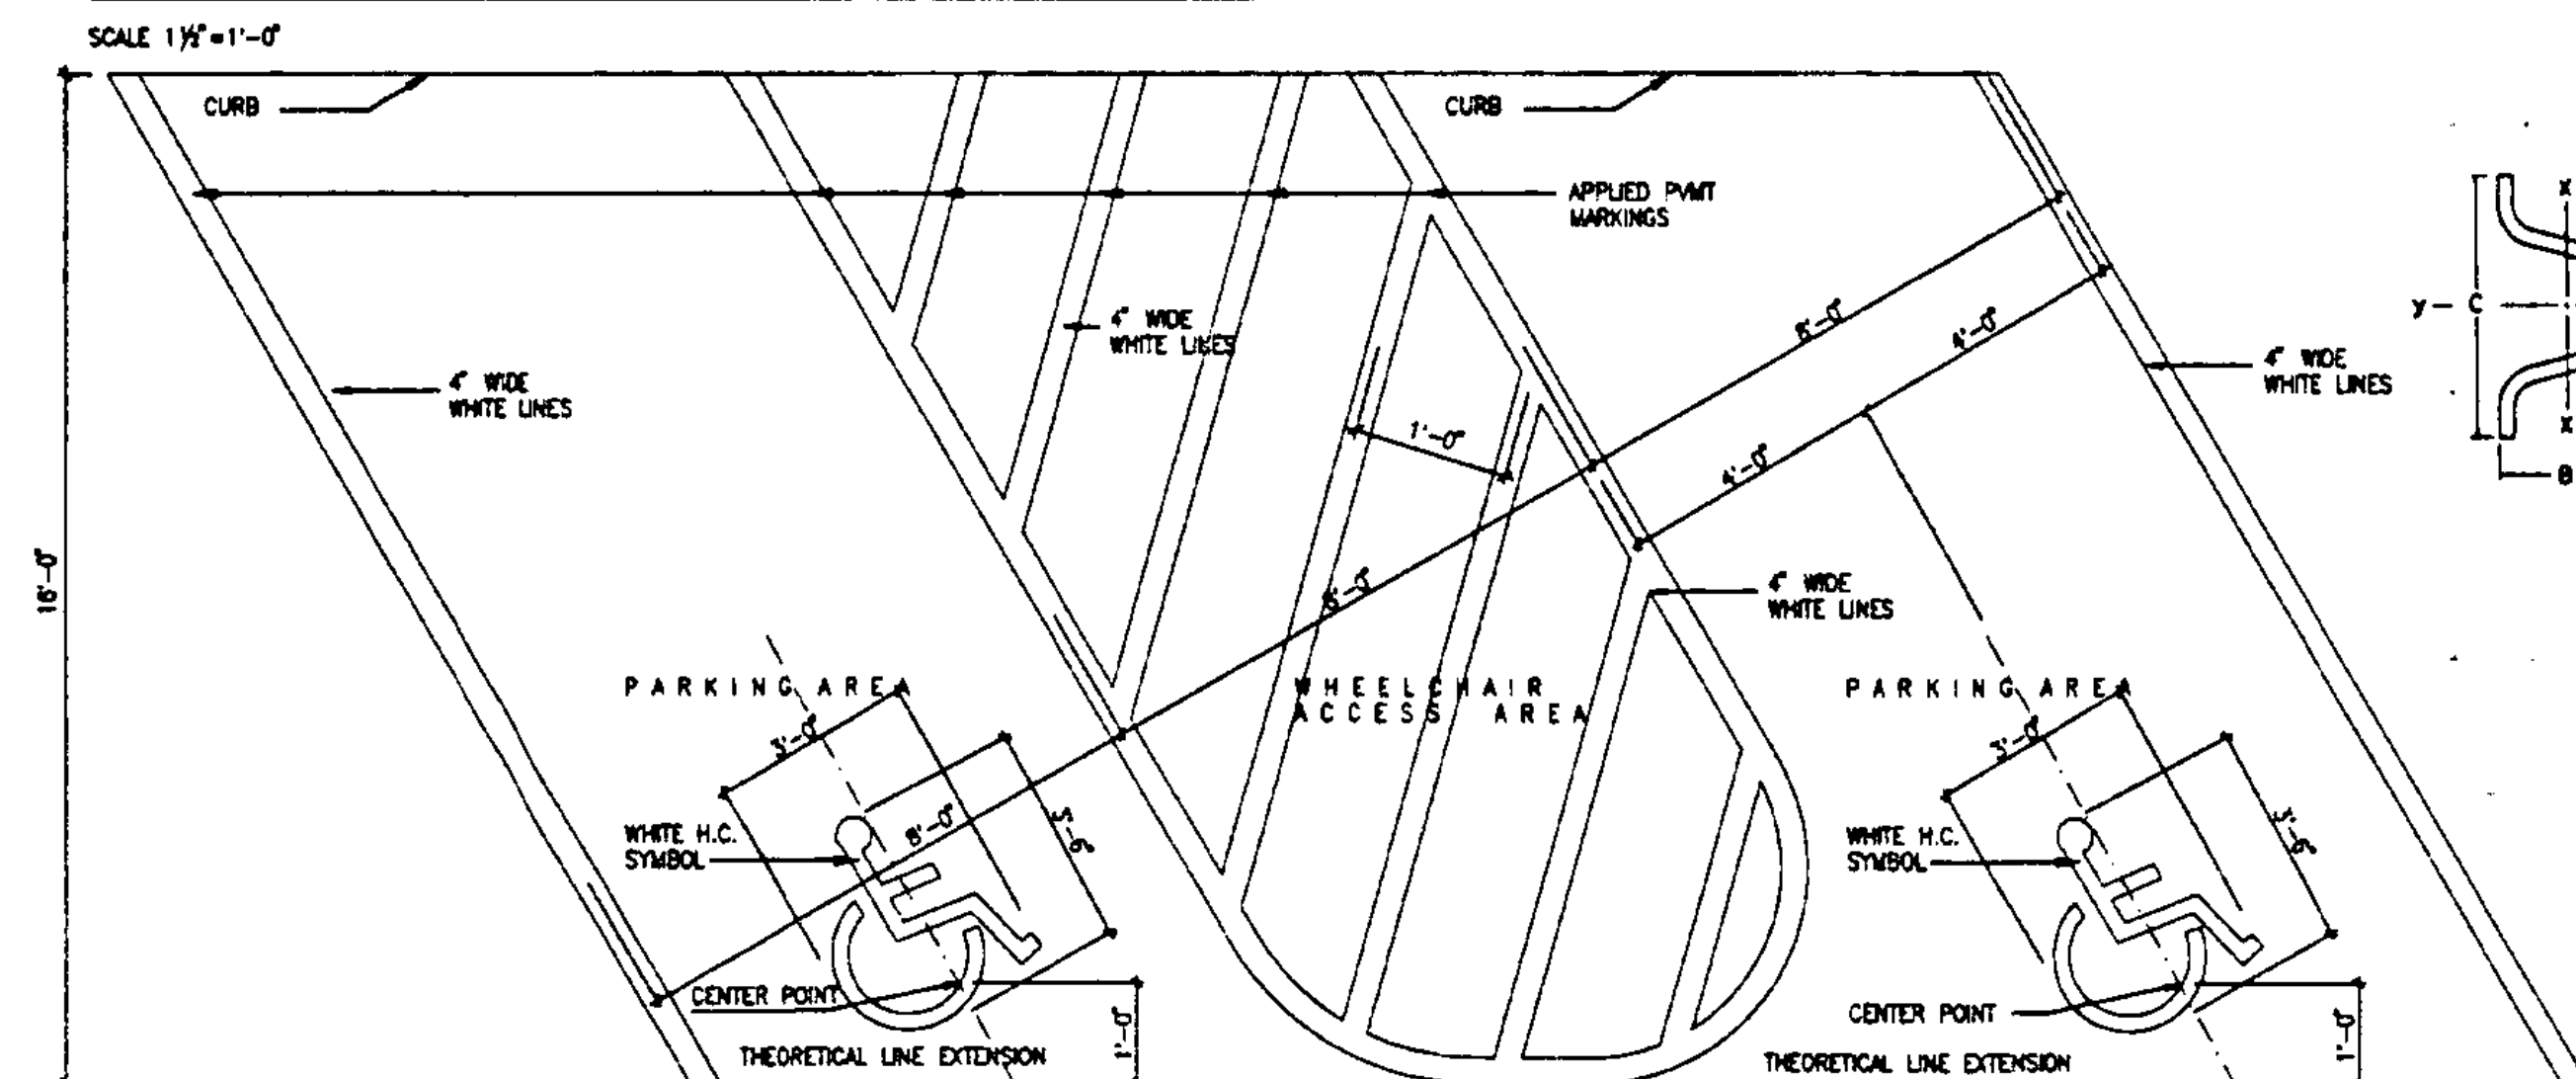 SCALE 1 ½"=1'-0"
CURB
CURB
APPLIED PVMT
MARKINGS
X
4" WIDE
WHITE LINES
8'-0"
4'-0"
Y
C
4" WIDE
WHITE LINES
4" WIDE
WHITE LINES
1'-0"
4'-0"
X
B
16'-0"
4" WIDE
WHITE LINES
PARKING AREA
WHEELCHAIR
ACCESS AREA
PARKING AREA
3'-0"
3'-0"
WHITE H.C.
SYMBOL
8'-0"
WHITE H.C.
SYMBOL
CENTER POINT
CENTER POINT
1'-0"
1'-0"
THEORETICAL LINE EXTENSION
THEORETICAL LINE EXTENSION